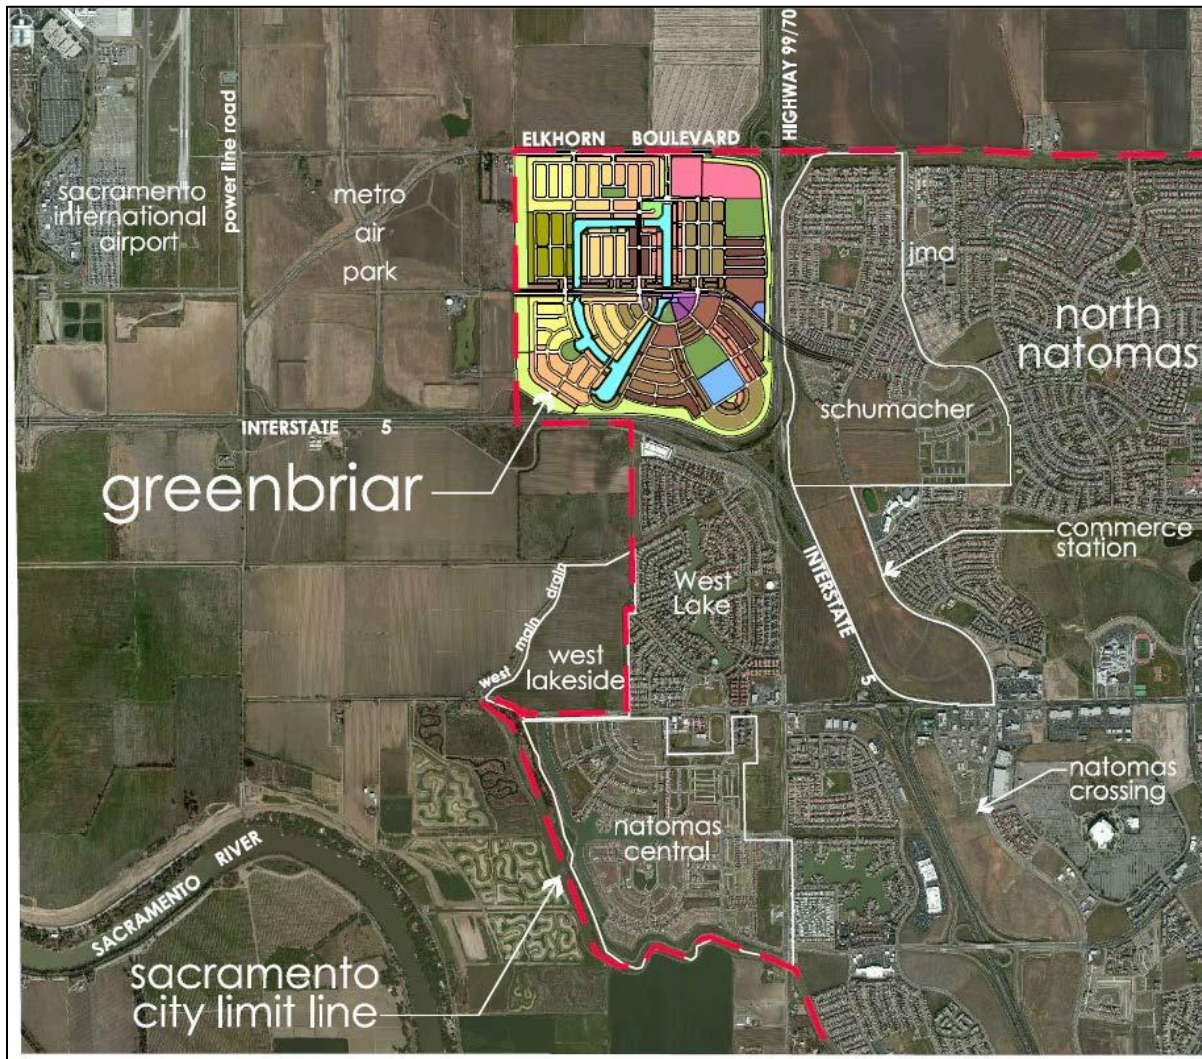 HIGHWAY 99/70
ELKHORN BOULEVARD
sacramento
international
airport
power line road
metro
air
park
jma
north
natomas
schumacher
INTERSTATE 5
greenbriar
commerce
station
INTERSTATE 5
West
Lake
west main drain
west
lakeside
natomas
crossing
natomas
central
SACRAMENTO RIVER
sacramento
city limit line